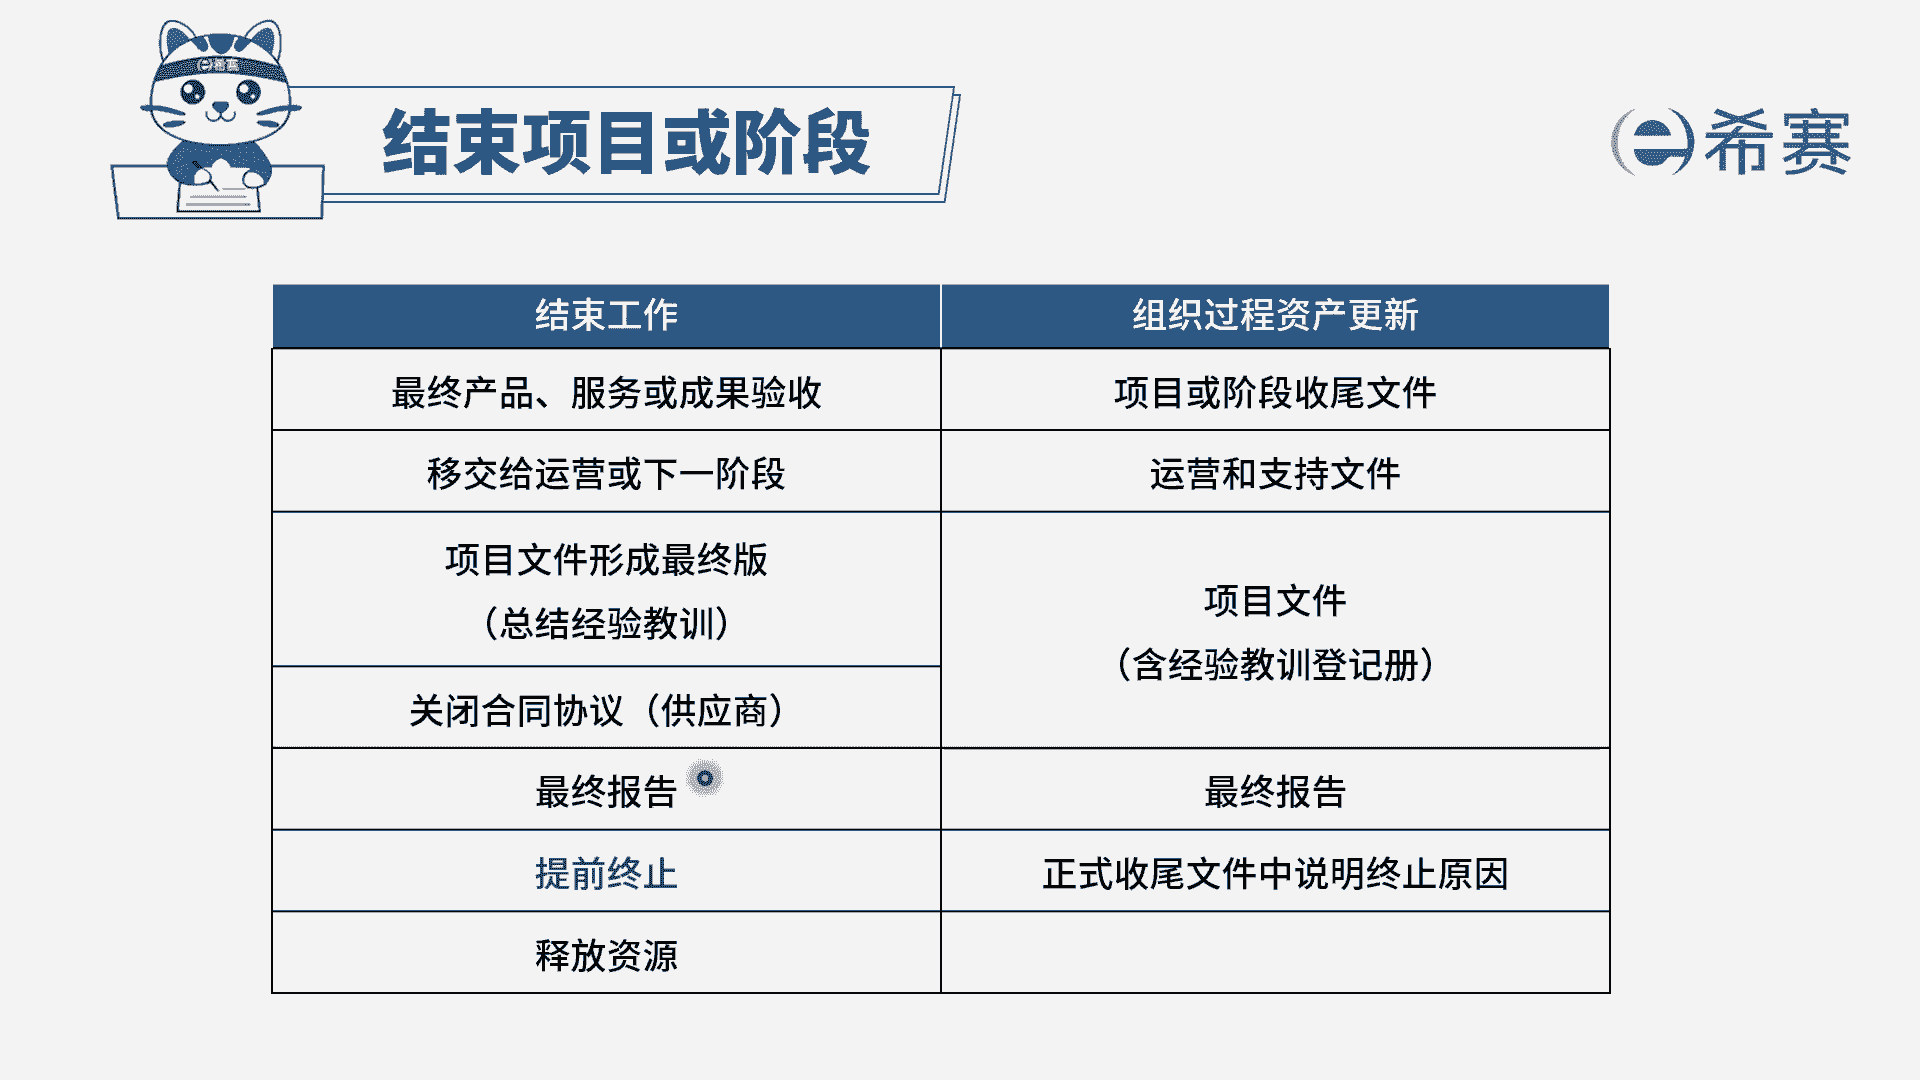 希赛
结束项目或阶段
希赛
结束工作
组织过程资产更新
最终产品、服务或成果验收
项目或阶段收尾文件
移交给运营或下一阶段
运营和支持文件
项目文件形成最终版
（总结经验教训）
项目文件
（含经验教训登记册）
关闭合同协议（供应商）
最终报告
最终报告
提前终止
正式收尾文件中说明终止原因
释放资源